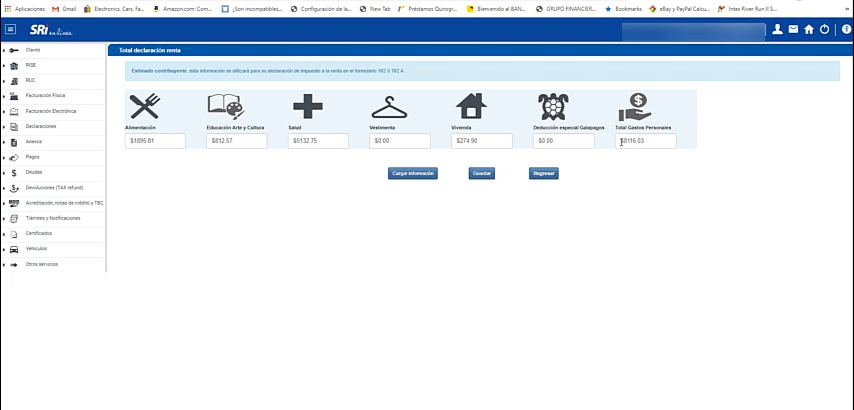 Aplicaciones M Gmail Electronics, Cars, Fa... Amazon.com: Com... ¿Son incompatibles... Configuración de la... New Tab Préstamos Quirogr... Bienvenido al BAN... GRUPO FINANCIER... Bookmarks eBay y PayPal Calcu... Intex River Run II S... »
SRi en línea
Claves
RISE
RUC
Facturación Física
Facturación Electrónica
Declaraciones
Anexos
Pagos
Deudas
Devoluciones (TAX refund)
Acreditación, notas de crédito y TBC
Trámites y Notificaciones
Certificados
Vehículos
Otros servicios
Total declaración renta
Estimado contribuyente, esta información se utilizará para su declaración de impuesto a la renta en el formulario 102 ó 102 A.
Alimentación Educación Arte y Cultura Salud Vestimenta Vivienda Deducción especial Galapagos Total Gastos Personales
$1895.81 $812.57 $5132.75 $0.00 $274.90 $0.00 $8116.03
Cargar información Guardar Regresar